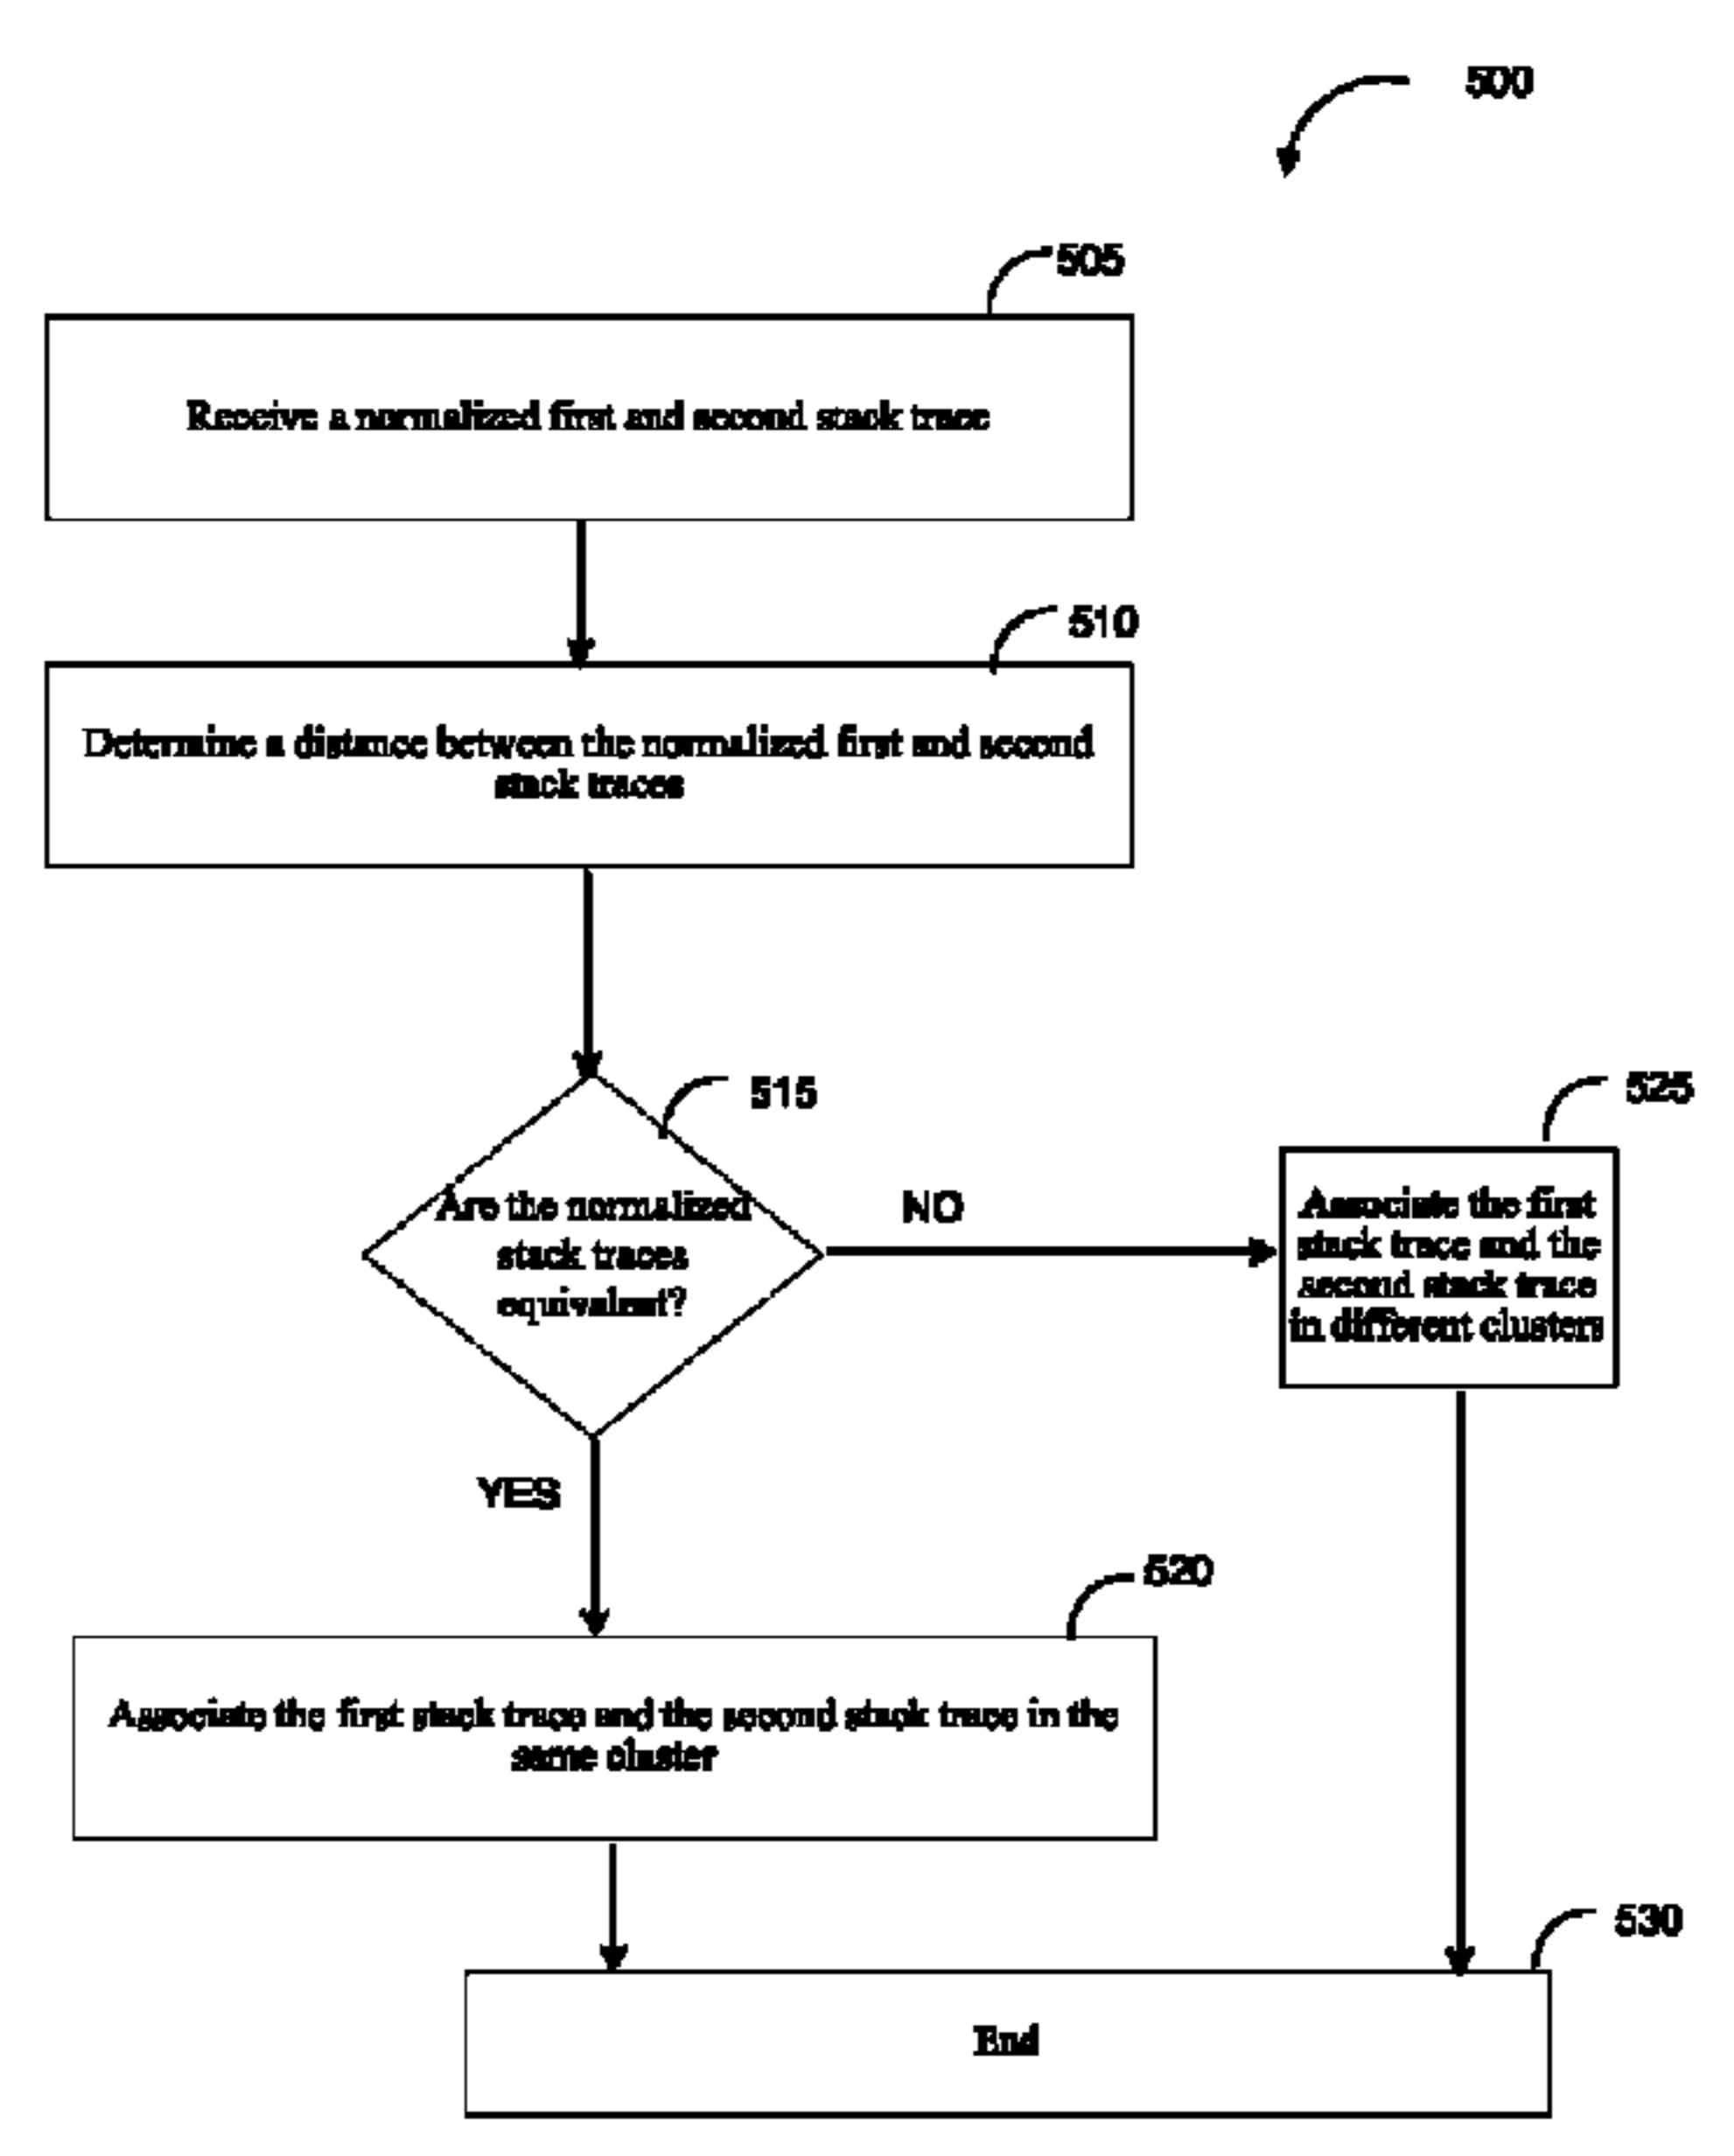 500
505
Receive a normalized first and second stack trace
510
Determine a distance between the normalized first and second
stack traces
515
Are the normalized
stack traces
equivalent?
NO
525
Associate the first
stack trace and the
second stack trace
in different clusters
YES
520
Associate the first stack trace and the second stack trace in the
same cluster
530
End